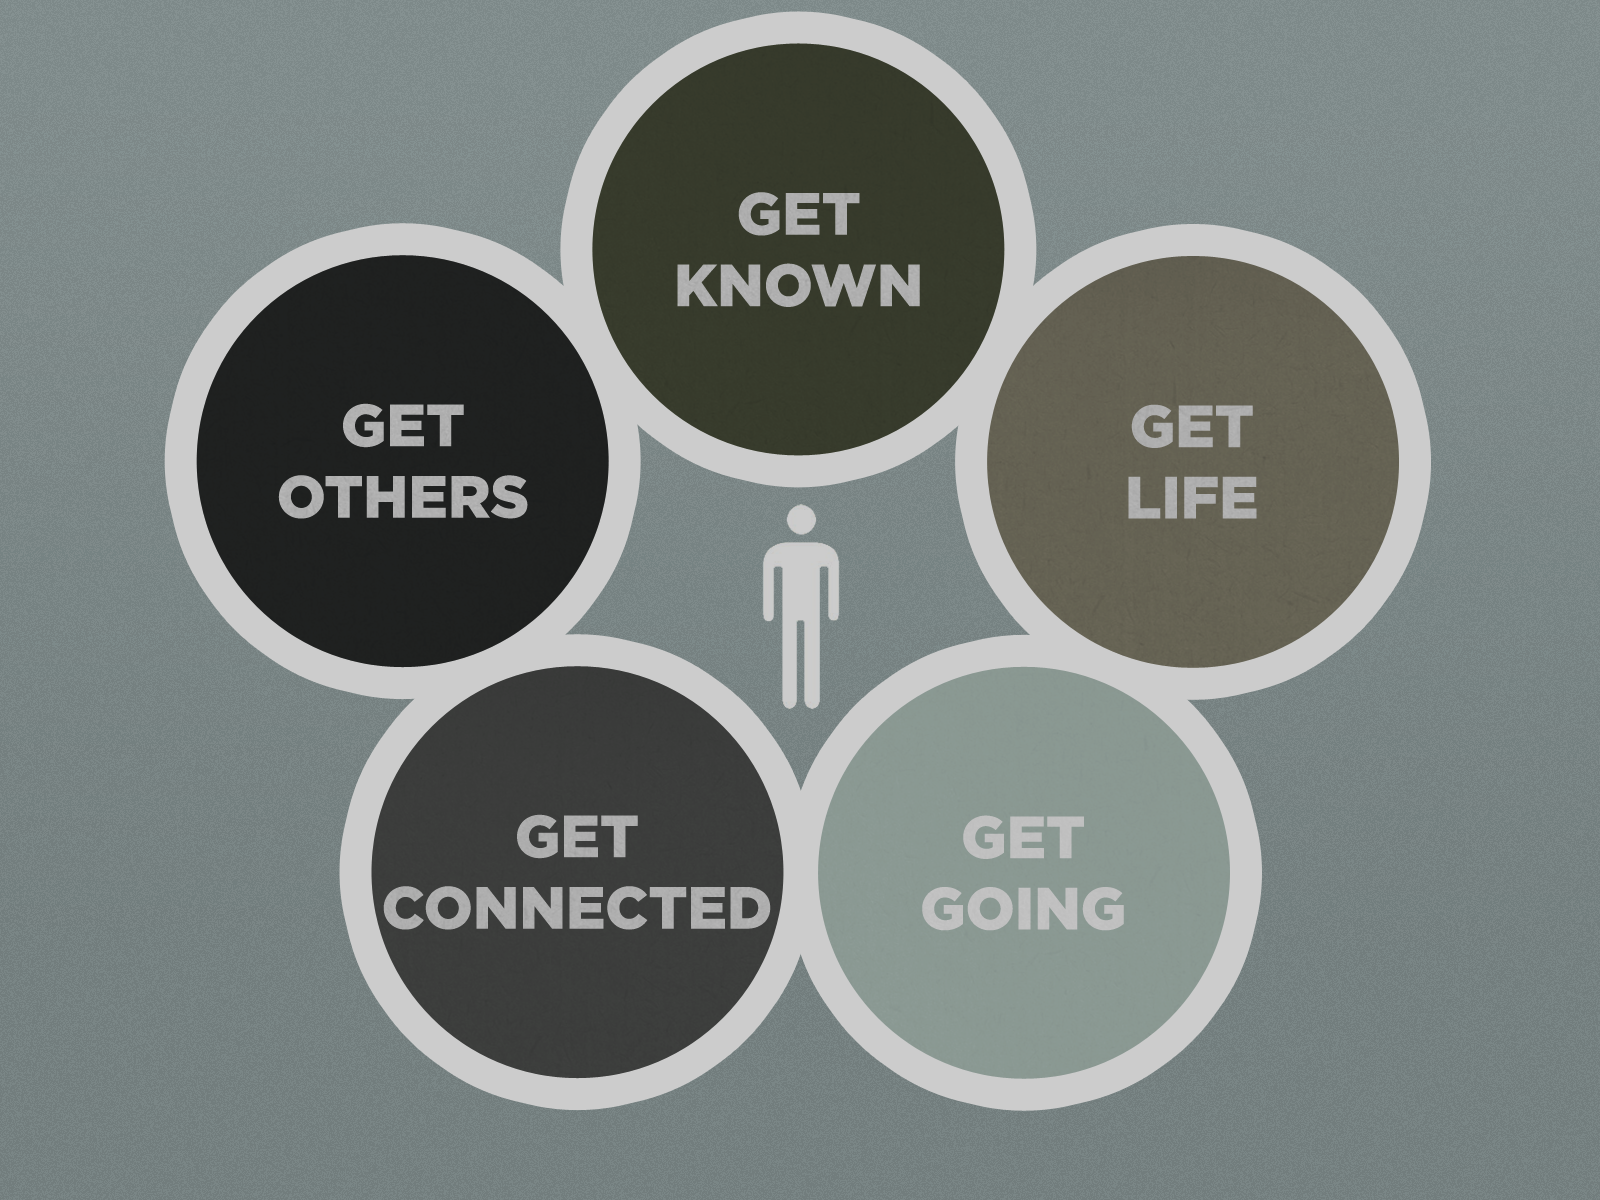 GET
KNOWN
GET
OTHERS
GET
LIFE
GET
CONNECTED
GET
GOING